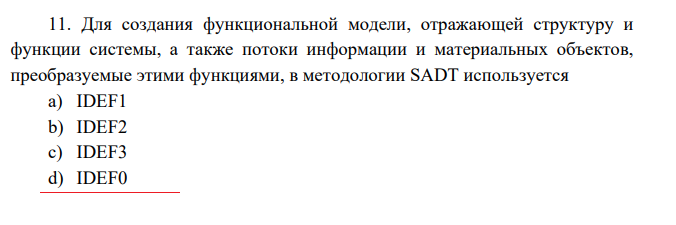 11. Для создания функциональной модели, отражающей структуру и
функции системы, а также потоки информации и материальных объектов,
преобразуемые этими функциями, в методологии SADT используется
a) IDEF1
b) IDEF2
c) IDEF3
d) IDEF0